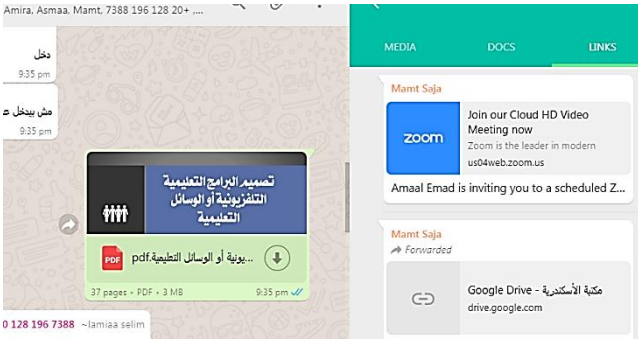 Amira, Asmaa, Mamt, 7388 196 128 20+ ,....
دخل
9:35 pm
مش بيدخل
9:35 pm
تصميم البرامج التعليمية
التلفزيونية أو الوسائل
التعليمية
PDF
...يونية أو الوسائل التعليمية.pdf
37 pages • PDF • 3 MB
9:35 pm
0 128 196 7388 ~lamiaa selim
MEDIA
DOCS
LINKS
Mamt Saja
zoom
Join our Cloud HD Video
Meeting now
Zoom is the leader in modern
us04web.zoom.us
Amaal Emad is inviting you to a scheduled Z...
Mamt Saja
Forwarded
مكتبة الأسكندرية - Google Drive
drive.google.com